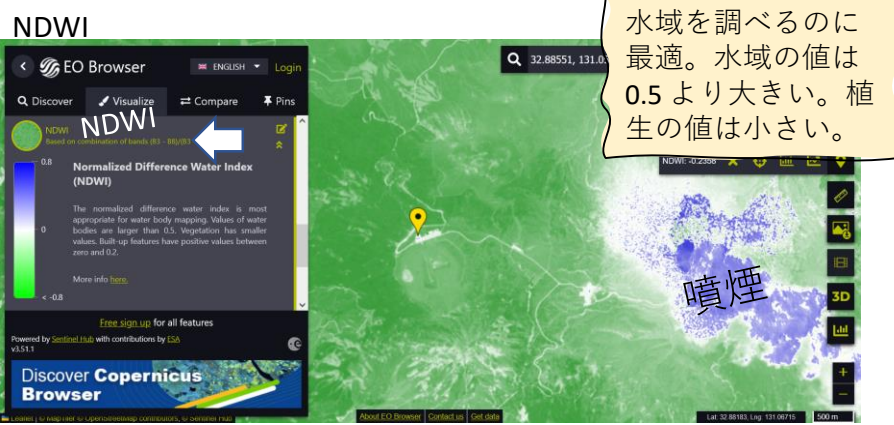 NDWI
水域を調べるのに
最適。水域の値は
0.5 より大きい。植
生の値は小さい。
EO Browser
ENGLISH
Login
Discover
Visualize
Compare
Pins
NDWI
NDWI
Based on combination of bands (B3 - B8)/(B3
0.8
0
< -0.8
Normalized Difference Water Index
(NDWI)
The normalized difference water index is most
appropriate for water body mapping. Values of water
bodies are larger than 0.5. Vegetation has smaller
values. Built-up features have positive values between
zero and 0.2.
More info here.
Free sign up for all features
Powered by Sentinel Hub with contributions by ESA
v3.51.1
Discover Copernicus
Browser
32.88551, 131.0
NDWI: -0.2368
噴煙
3D
+
−
Leaflet | © MapTiler © OpenStreetMap contributors, © Sentinel Hub
About EO Browser
Contact us
Get data
Lat: 32.88183, Lng: 131.06715
500 m